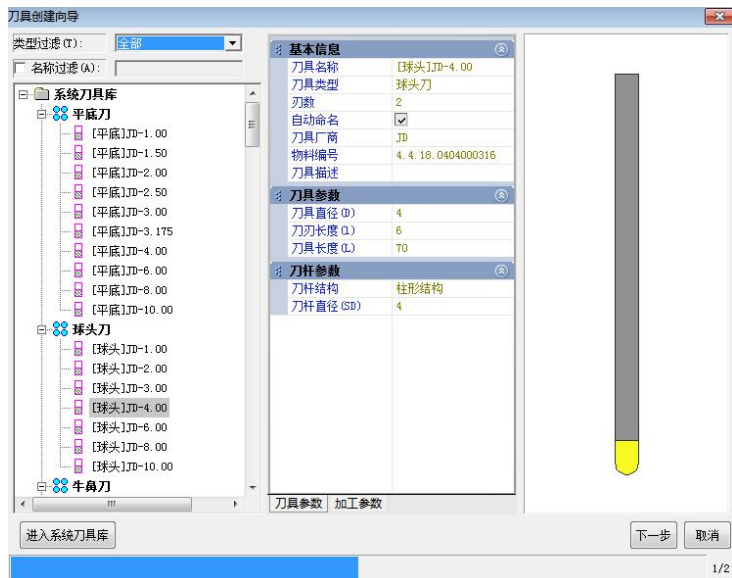 刀具创建向导
类型过滤(T): 全部
名称过滤(A):
系统刀具库
平底刀
[平底]JD-1.00
[平底]JD-1.50
[平底]JD-2.00
[平底]JD-2.50
[平底]JD-3.00
[平底]JD-3.175
[平底]JD-4.00
[平底]JD-6.00
[平底]JD-8.00
[平底]JD-10.00
球头刀
[球头]JD-1.00
[球头]JD-2.00
[球头]JD-3.00
[球头]JD-4.00
[球头]JD-6.00
[球头]JD-8.00
[球头]JD-10.00
牛鼻刀
基本信息
刀具名称 [球头]JD-4.00
刀具类型 球头刀
刃数 2
自动命名
刀具厂商 JD
物料编号 4.4.18.0404000316
刀具描述
刀具参数
刀具直径(D) 4
刀刃长度(l) 6
刀具长度(L) 70
刀杆参数
刀杆结构 柱形结构
刀杆直径(SD) 4
刀具参数 加工参数
进入系统刀具库 下一步 取消
1/2